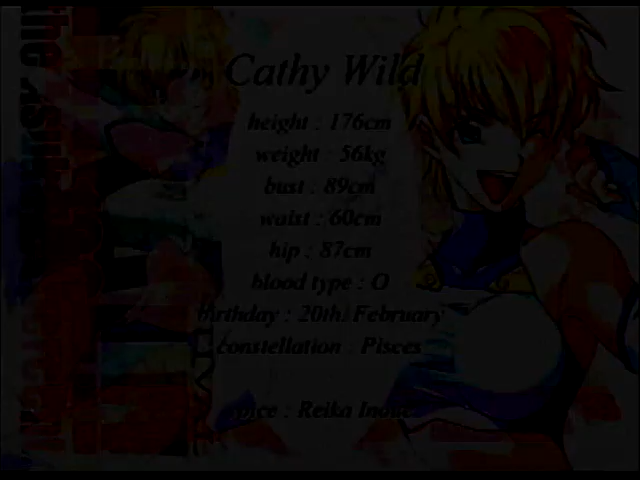 Cathy Wild
height : 176cm
weight : 56kg
bust : 89cm
waist : 60cm
hip : 87cm
blood type : O
birthday : 20th. February
constellation : Pisces
voice : Reika Inoue